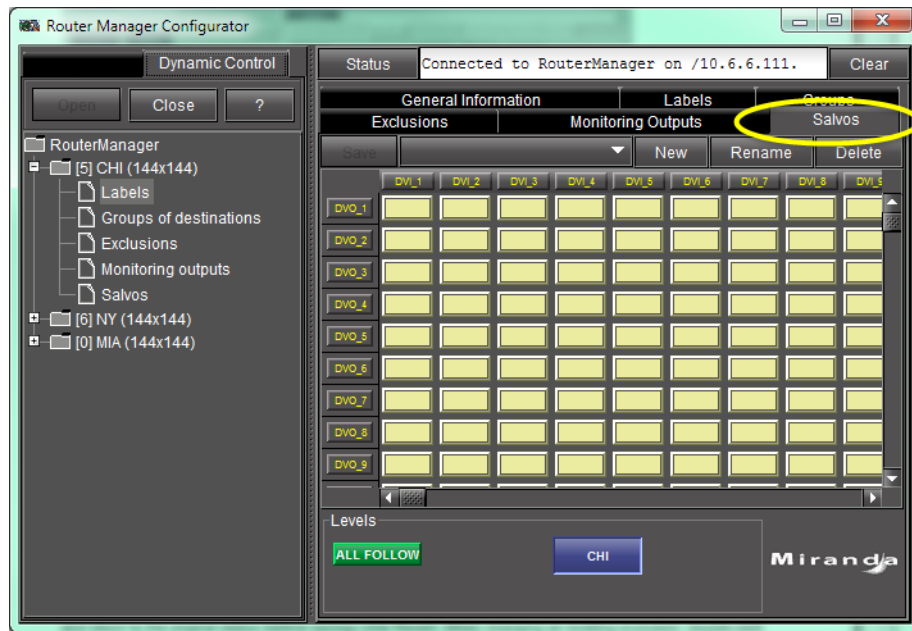 Router Manager Configurator
Dynamic Control
Open Close ?
RouterManager
[5] CHI (144x144)
Labels
Groups of destinations
Exclusions
Monitoring outputs
Salvos
[6] NY (144x144)
[0] MIA (144x144)
Status Connected to RouterManager on /10.6.6.111. Clear
General Information Labels Groups
Exclusions Monitoring Outputs Salvos
Save New Rename Delete
DVI_1 DVI_2 DVI_3 DVI_4 DVI_5 DVI_6 DVI_7 DVI_8 DVI_9
DVO_1
DVO_2
DVO_3
DVO_4
DVO_5
DVO_6
DVO_7
DVO_8
DVO_9
Levels
ALL FOLLOW CHI
Miranda